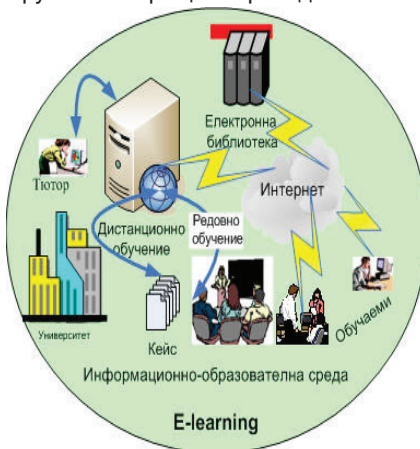 Електронна
библиотека
Тютор
Интернет
Дистанционно
обучение
Редовно
обучение
Университет
Кейс
Обучаеми
Информационно-образователна среда
E-learning